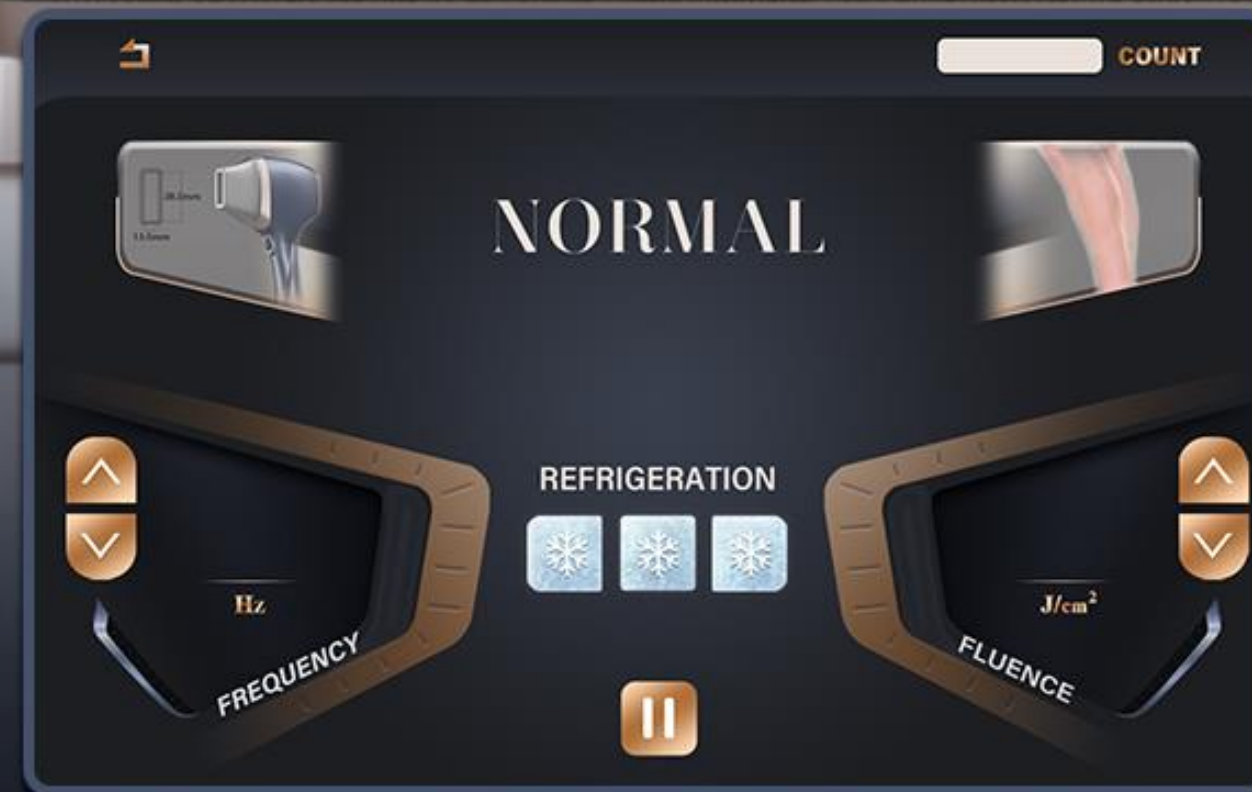 COUNT
NORMAL
REFRIGERATION
Hz
J/cm²
FREQUENCY
FLUENCE